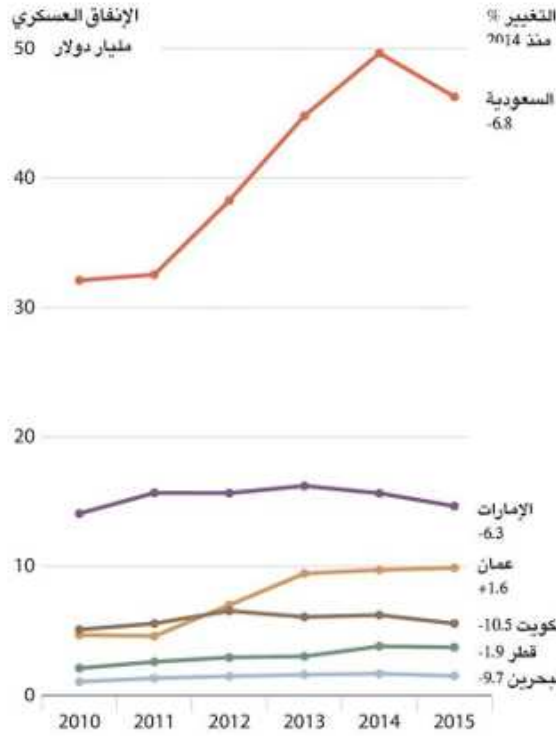 الإنفاق العسكري
مليار دولار
التغيير %
منذ 2014
50
السعودية
-6.8
40
30
20
الإمارات
-6.3
10
عمان
+1.6
كويت -10.5
قطر -1.9
بحرين -9.7
0
2010 2011 2012 2013 2014 2015